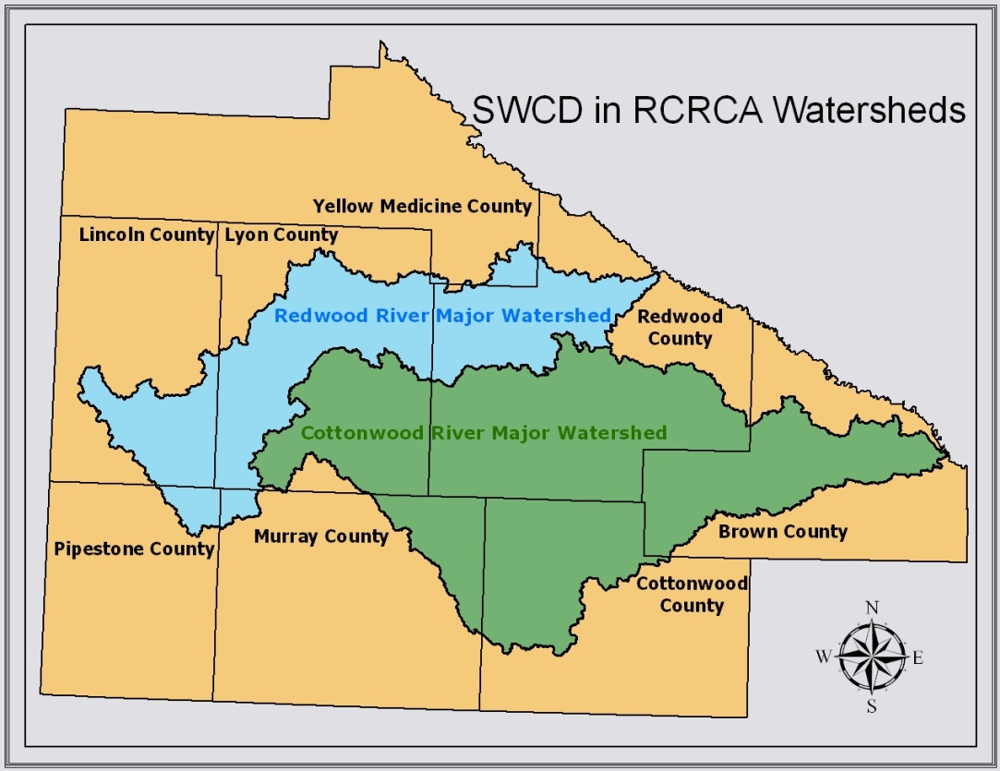 SWCD in RCRCA Watersheds
Yellow Medicine County
Lincoln County
Lyon County
Redwood River Major Watershed
Redwood
County
Cottonwood River Major Watershed
Pipestone County
Murray County
Brown County
Cottonwood
County
N
W
E
S